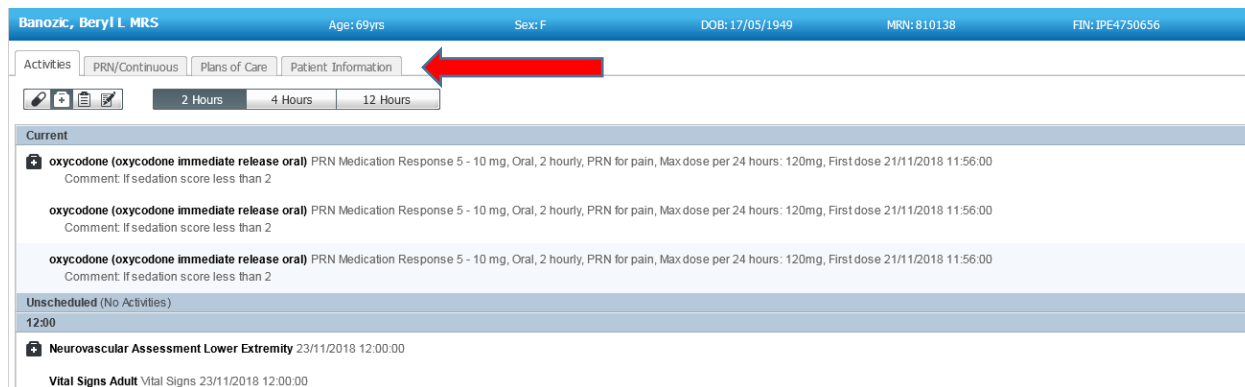 Banozic, Beryl L MRS Age: 69yrs Sex: F DOB: 17/05/1949 MRN: 810138 FIN: IPE4750656
Activities PRN/Continuous Plans of Care Patient Information
2 Hours 4 Hours 12 Hours
Current
oxycodone (oxycodone immediate release oral) PRN Medication Response 5 - 10 mg, Oral, 2 hourly, PRN for pain, Max dose per 24 hours: 120mg, First dose 21/11/2018 11:56:00
Comment: If sedation score less than 2
oxycodone (oxycodone immediate release oral) PRN Medication Response 5 - 10 mg, Oral, 2 hourly, PRN for pain, Max dose per 24 hours: 120mg, First dose 21/11/2018 11:56:00
Comment: If sedation score less than 2
oxycodone (oxycodone immediate release oral) PRN Medication Response 5 - 10 mg, Oral, 2 hourly, PRN for pain, Max dose per 24 hours: 120mg, First dose 21/11/2018 11:56:00
Comment: If sedation score less than 2
Unscheduled (No Activities)
12:00
Neurovascular Assessment Lower Extremity 23/11/2018 12:00:00
Vital Signs Adult Vital Signs 23/11/2018 12:00:00